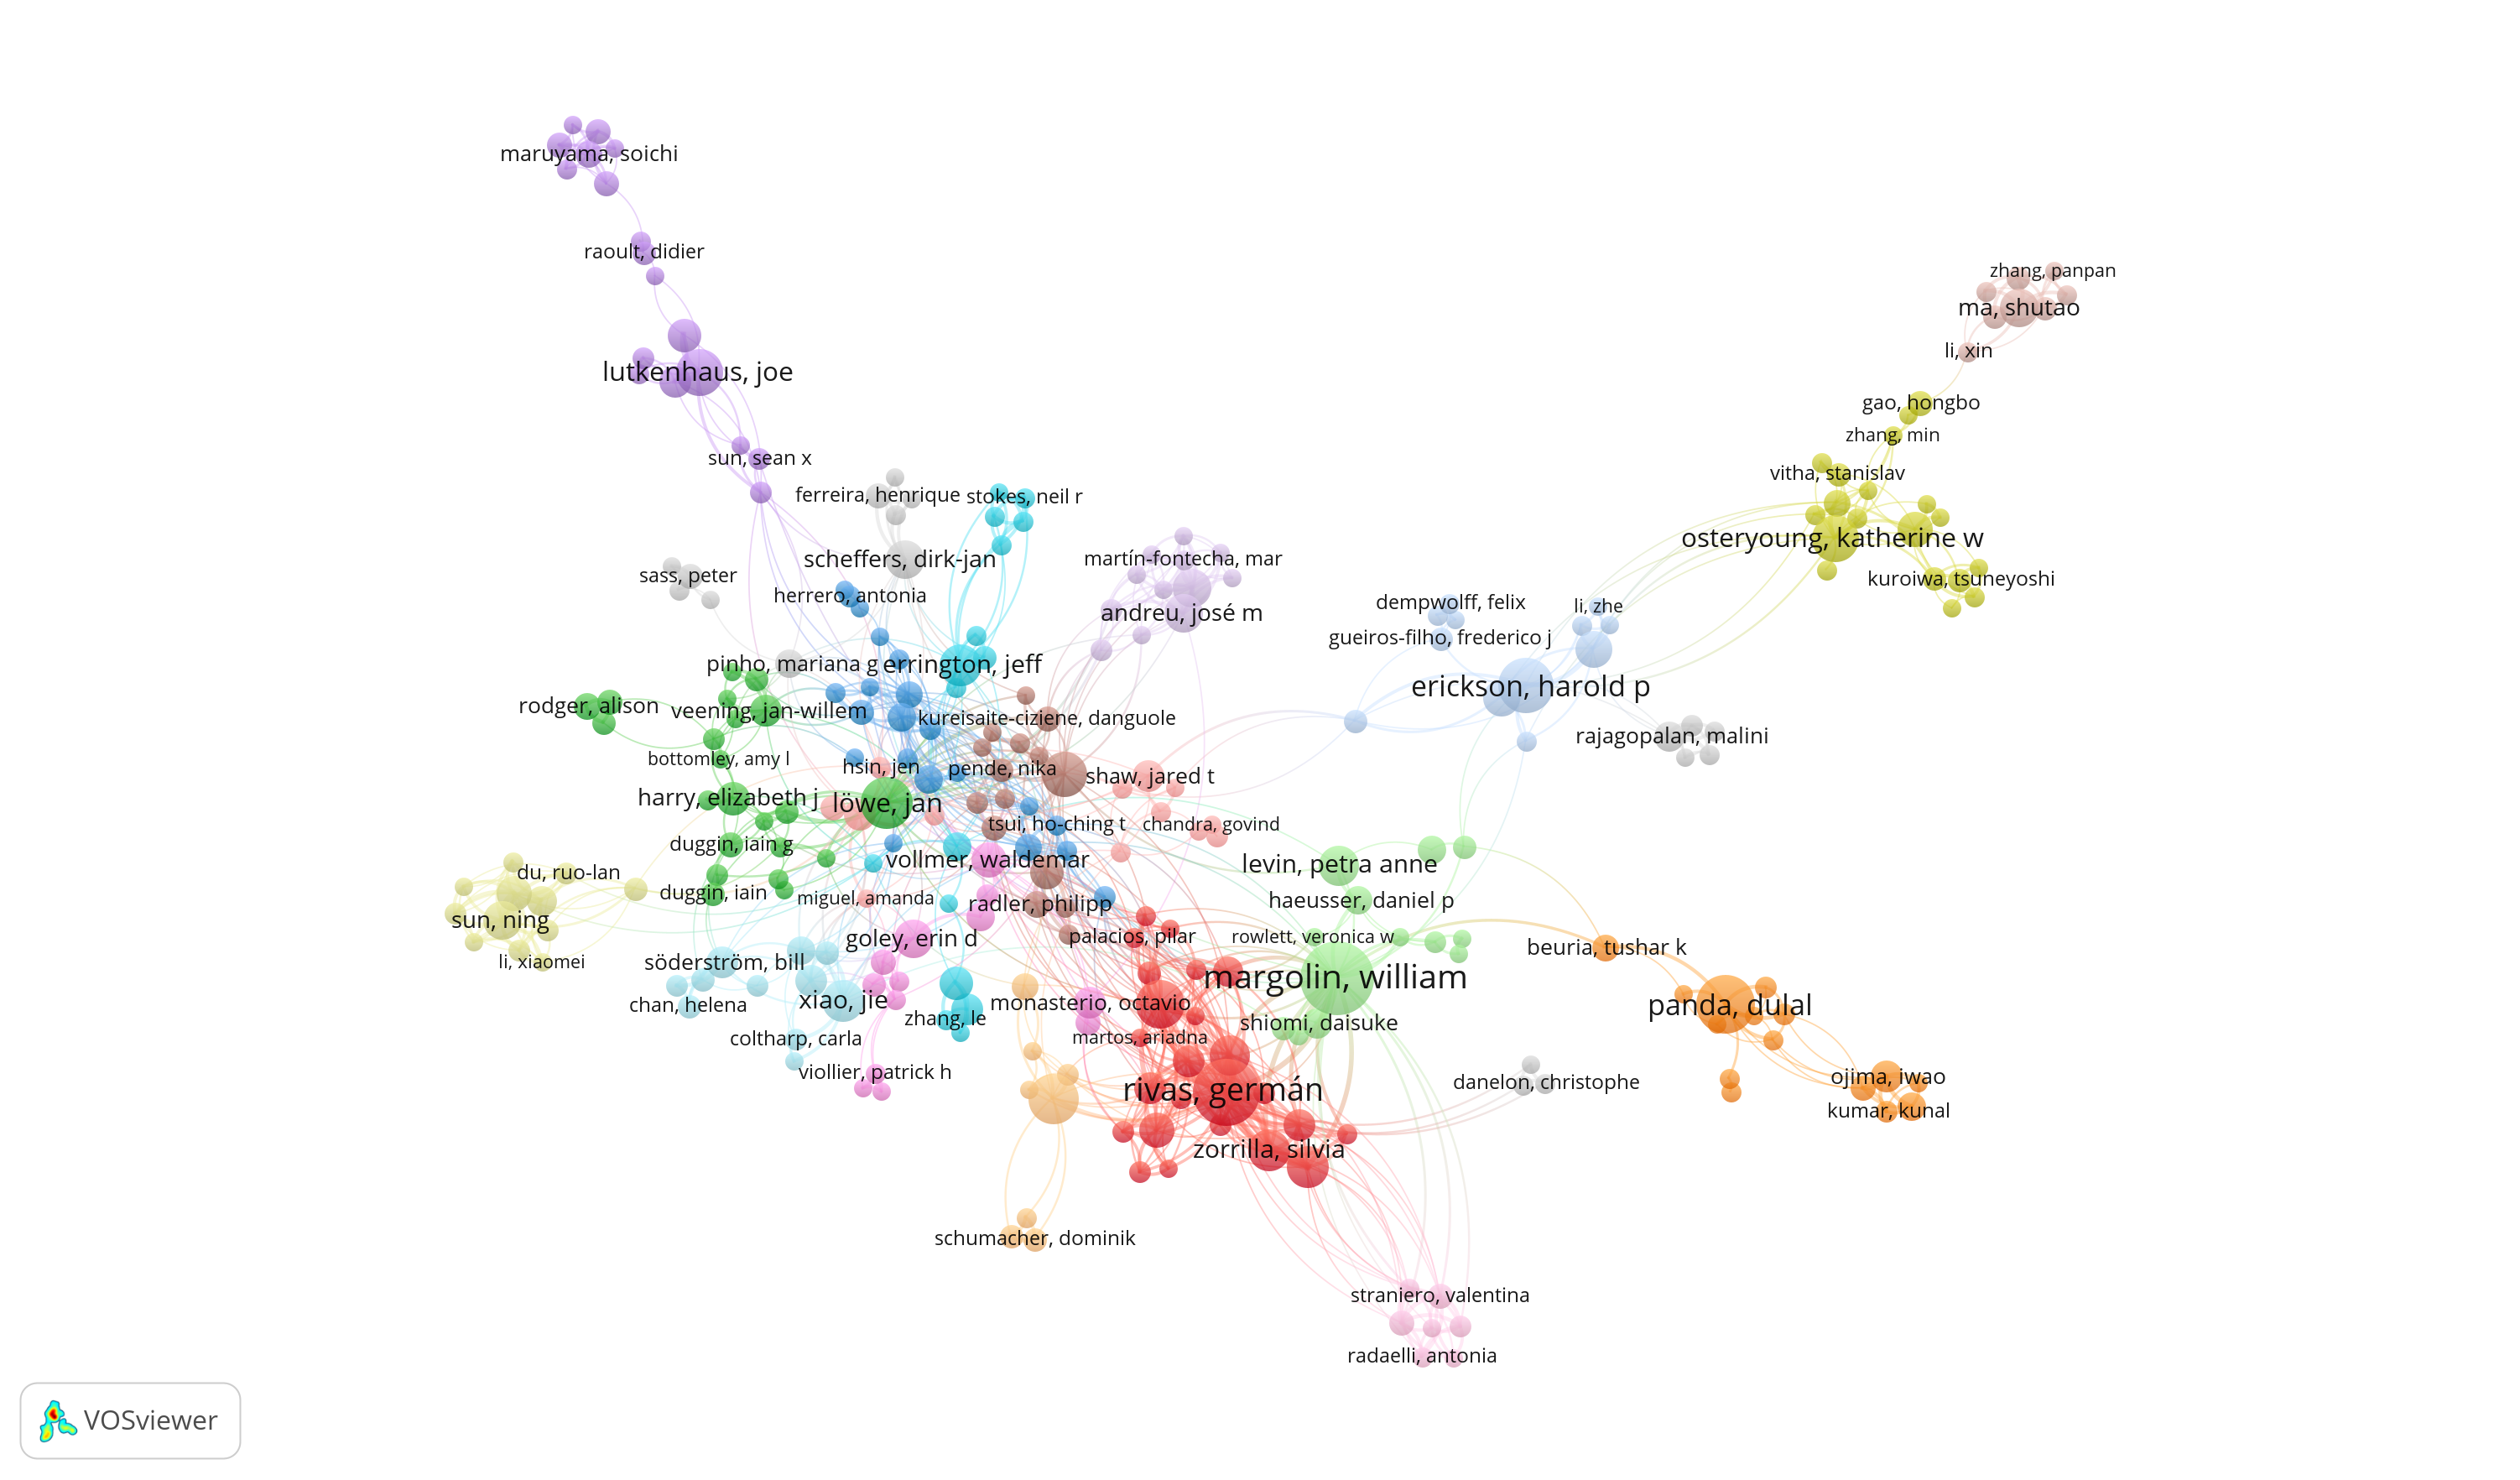 maruyama, soichi
raoult, didier
zhang, panpan
ma, shutao
li, xin
lutkenhaus, joe
gao, hongbo
zhang, min
sun, sean x
vitha, stanislav
ferreira, henrique
stokes, neil r
osteryoung, katherine w
scheffers, dirk-jan
martín-fontecha, mar
sass, peter
kuroiwa, tsuneyoshi
herrero, antonia
dempwolff, felix
li, zhe
andreu, josé m
gueiros-filho, frederico j
pinho, mariana g
errington, jeff
erickson, harold p
rodger, alison
veening, jan-willem
kureisaite-ciziene, danguole
rajagopalan, malini
bottomley, amy l
hsin, jen
pende, nika
shaw, jared t
harry, elizabeth j
löwe, jan
tsui, ho-ching t
chandra, govind
duggin, iain g
vollmer, waldemar
levin, petra anne
du, ruo-lan
duggin, iain
miguel, amanda
radler, philipp
haeusser, daniel p
sun, ning
goley, erin d
palacios, pilar
rowlett, veronica w
beuria, tushar k
li, xiaomei
söderström, bill
margolin, william
chan, helena
xiao, jie
monasterio, octavio
panda, dulal
zhang, le
shiomi, daisuke
coltharp, carla
martos, ariadna
viollier, patrick h
rivas, germán
danelon, christophe
ojima, iwao
kumar, kunal
zorrilla, silvia
schumacher, dominik
straniero, valentina
radaelli, antonia
VOSviewer